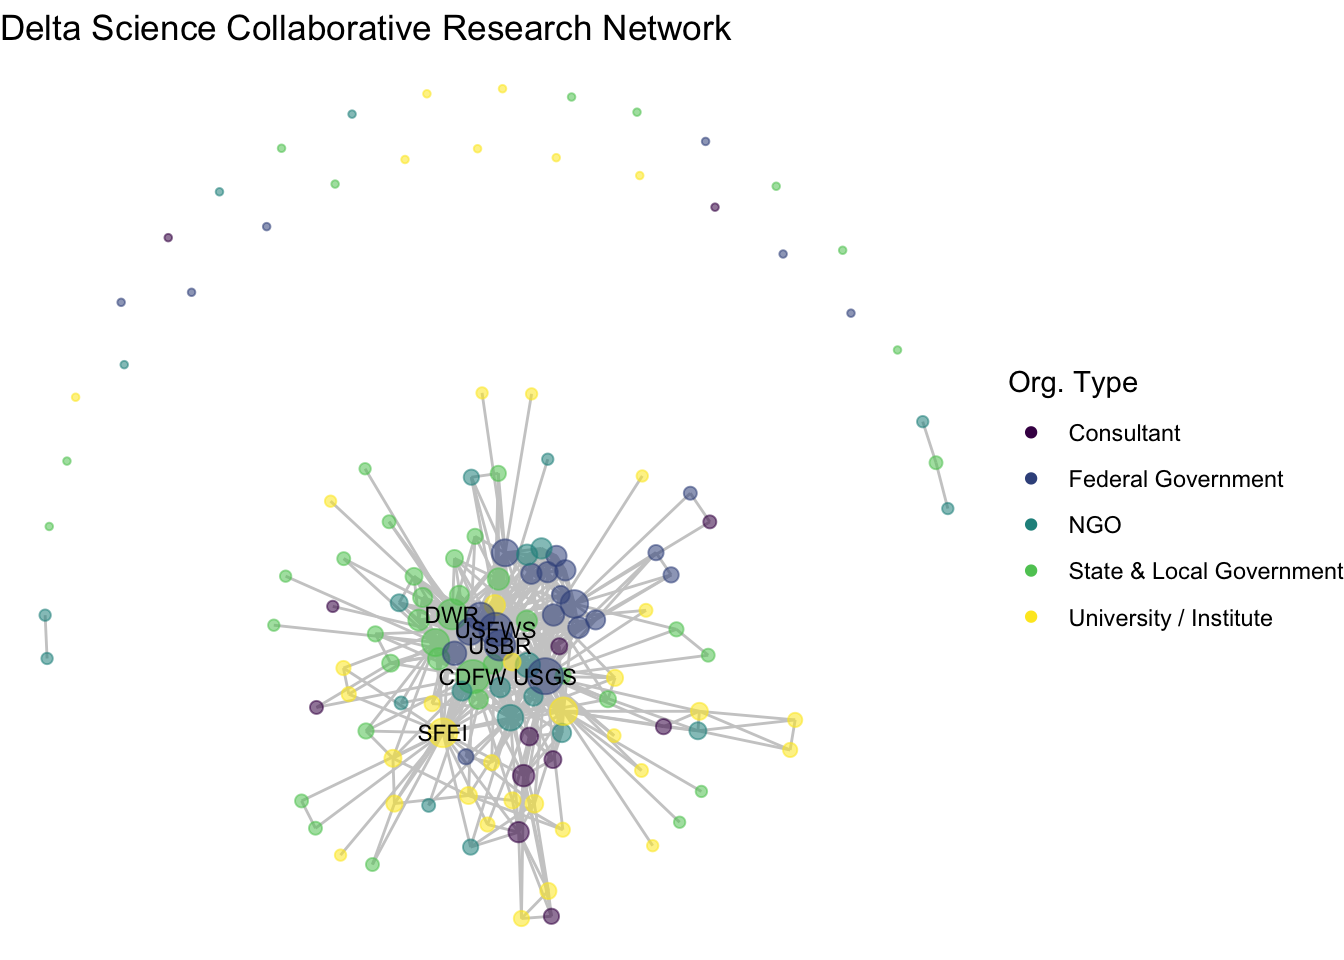 Delta Science Collaborative Research Network
DWR
USFWS
USBR
CDFW USGS
SFEI
Org. Type
Consultant
Federal Government
NGO
State & Local Government
University / Institute